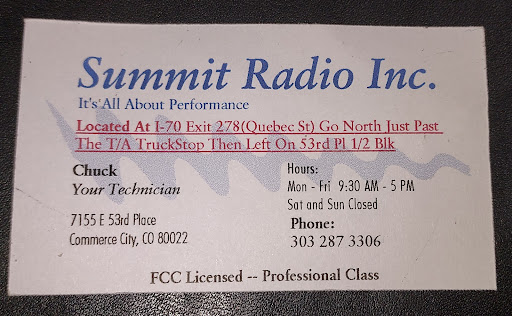 Summit Radio Inc.
It's All About Performance
Located At I-70 Exit 278(Quebec St) Go North Just Past
The T/A TruckStop Then Left On 53rd Pl 1/2 Blk
Chuck
Your Technician
7155 E 53rd Place
Commerce City, CO 80022
Hours:
Mon - Fri 9:30 AM - 5 PM
Sat and Sun Closed
Phone:
303 287 3306
FCC Licensed -- Professional Class